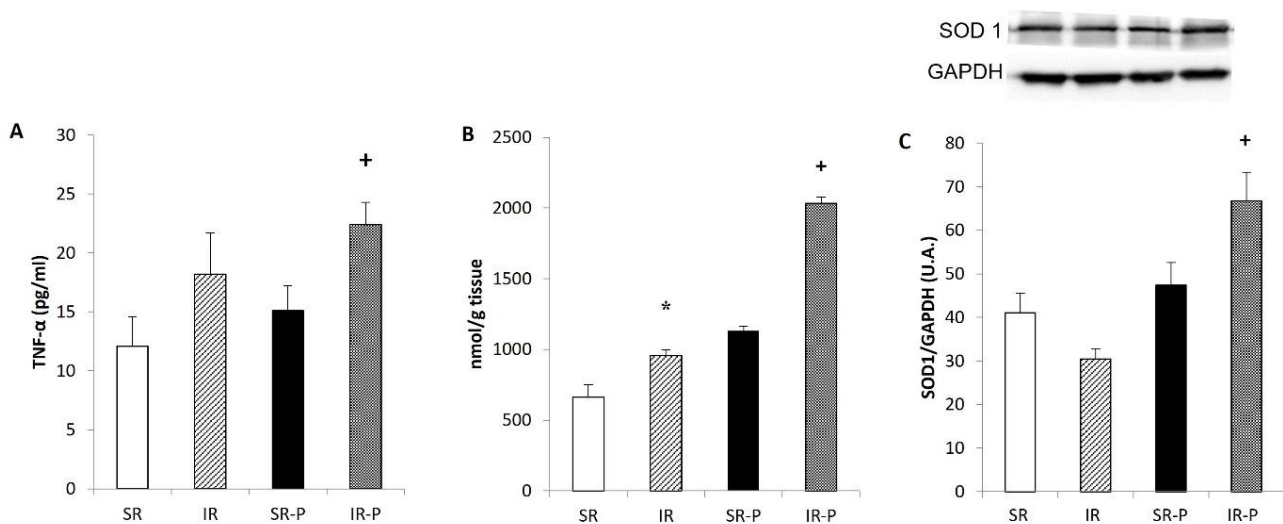 SOD 1
GAPDH
A
TNF-α (pg/ml)
30
25
20
15
10
5
0
+
SR IR SR-P IR-P
B
nmol/g tissue
2500
2000
1500
1000
500
0
*
+
SR IR SR-P IR-P
C
SOD1/GAPDH (U.A.)
80
70
60
50
40
30
20
10
0
+
SR IR SR-P IR-P